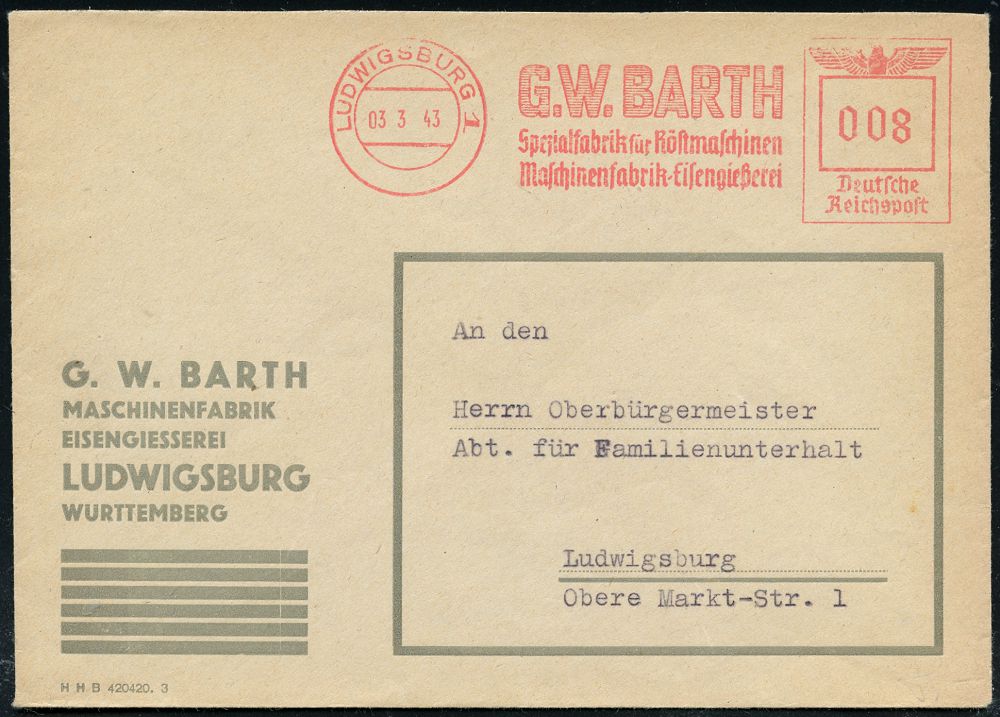 LUDWIGSBURG 1
03 3 43
G.W. BARTH
Spezialfabrik für Röstmaschinen
Maschinenfabrik-Eisengießerei
008
Deutsche
Reichspost
An den
Herrn Oberbürgermeister
Abt. für Familienunterhalt
Ludwigsburg
Obere Markt-Str. 1
G. W. BARTH
MASCHINENFABRIK
EISENGIESSEREI
LUDWIGSBURG
WURTTEMBERG
H H B 420420. 3